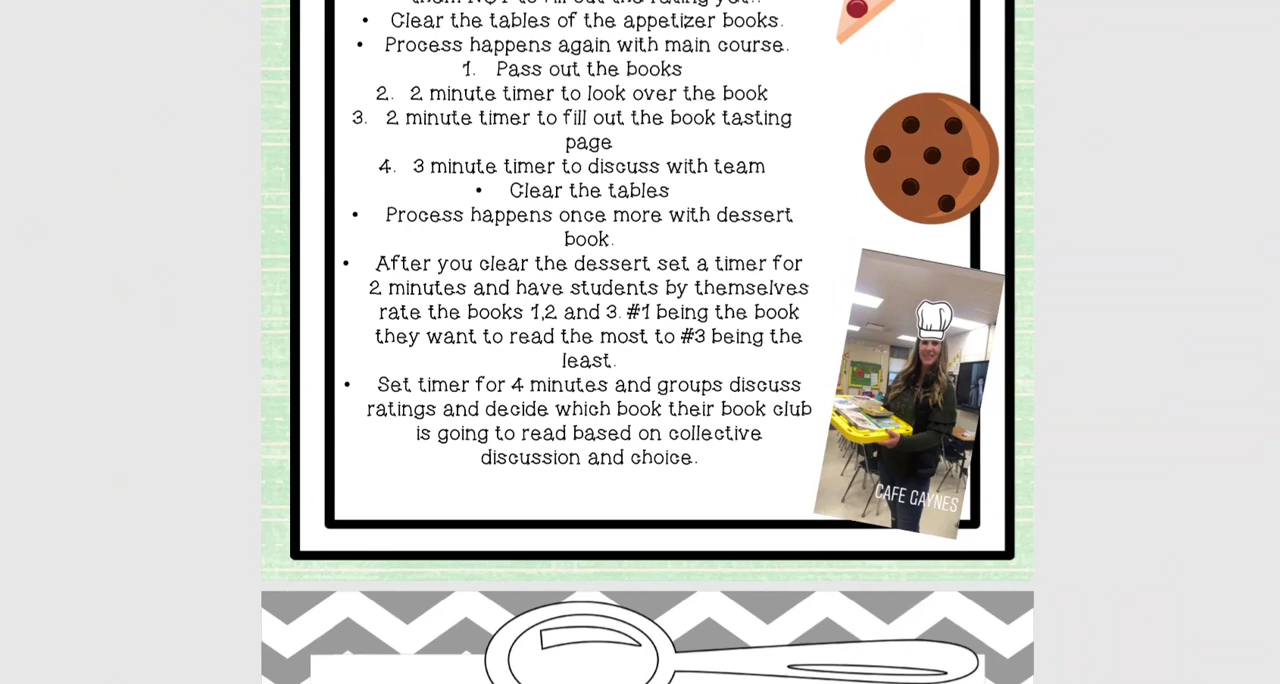 • Clear the tables of the appetizer books.
• Process happens again with main course.
1. Pass out the books
2. 2 minute timer to look over the book
3. 2 minute timer to fill out the book tasting
page
4. 3 minute timer to discuss with team
• Clear the tables
• Process happens once more with dessert
book.
• After you clear the dessert set a timer for
2 minutes and have students by themselves
rate the books 1,2 and 3. #1 being the book
they want to read the most to #3 being the
least.
• Set timer for 4 minutes and groups discuss
ratings and decide which book their book club
is going to read based on collective
discussion and choice.
CAFE GAYNES